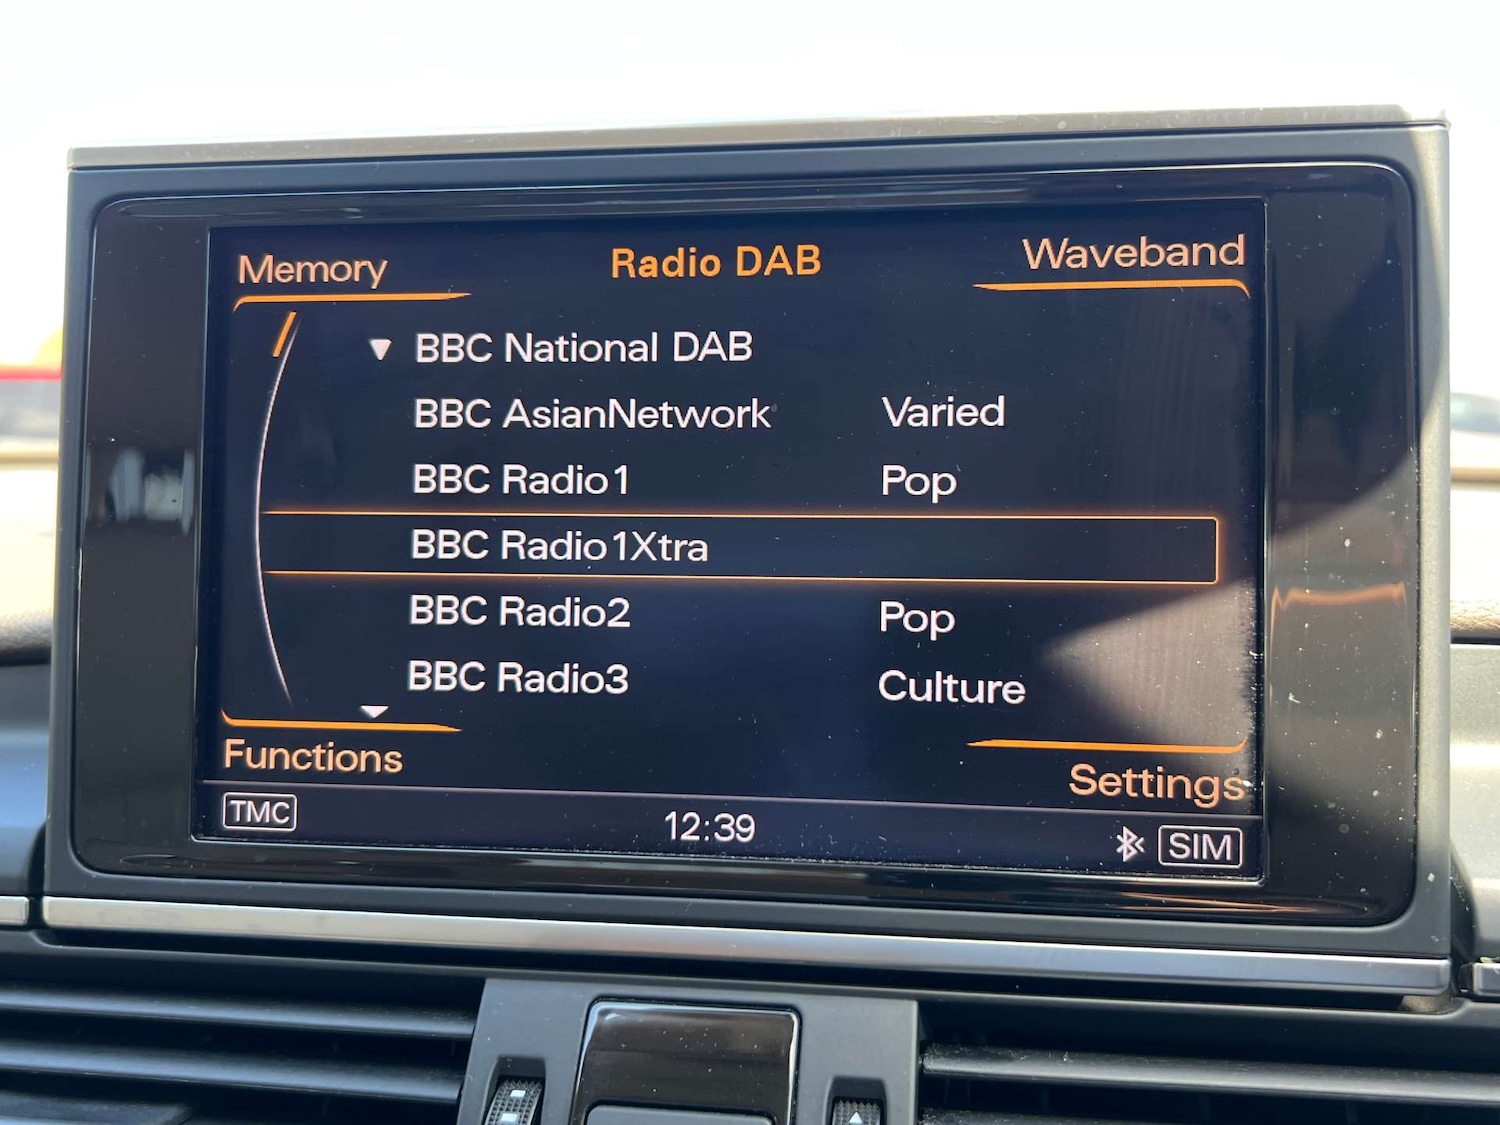 Memory
Radio DAB
Waveband
BBC National DAB
BBC AsianNetwork Varied
BBC Radio1 Pop
BBC Radio1Xtra
BBC Radio2 Pop
BBC Radio3 Culture
Functions
Settings
TMC
12:39
SIM